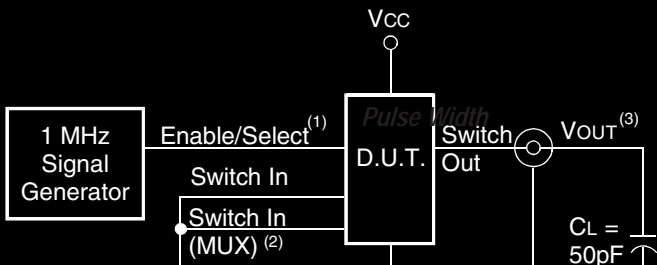 VCC
1 MHz
Signal
Generator
Enable/Select(1)
Pulse Width
D.U.T.
Switch
Out
VOUT(3)
Switch In
Switch In
(MUX) (2)
CL =
50pF